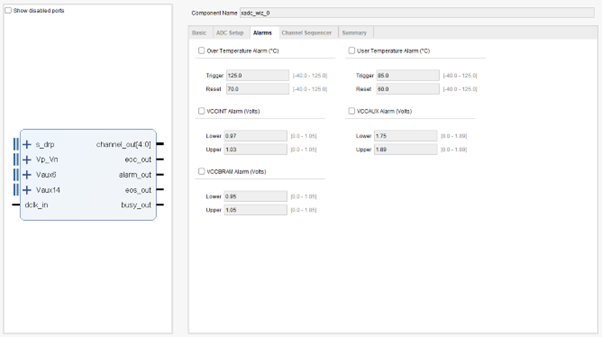 Show disabled ports
s_drp
Vp_Vn
Vaux6
Vaux14
dclk_in
channel_out[4:0]
eoc_out
alarm_out
eos_out
busy_out
Component Name xadc_wiz_0
Basic ADC Setup Alarms Channel Sequencer Summary
Over Temperature Alarm (°C)
Trigger 125.0 [-40.0 - 125.0]
Reset 70.0 [-40.0 - 125.0]
User Temperature Alarm (°C)
Trigger 85.0 [-40.0 - 125.0]
Reset 60.0 [-40.0 - 125.0]
VCCINT Alarm (Volts)
Lower 0.97 [0.0 - 1.05]
Upper 1.03 [0.0 - 1.05]
VCCAUX Alarm (Volts)
Lower 1.75 [0.0 - 1.89]
Upper 1.89 [0.0 - 1.89]
VCCBRAM Alarm (Volts)
Lower 0.95 [0.0 - 1.05]
Upper 1.05 [0.0 - 1.05]